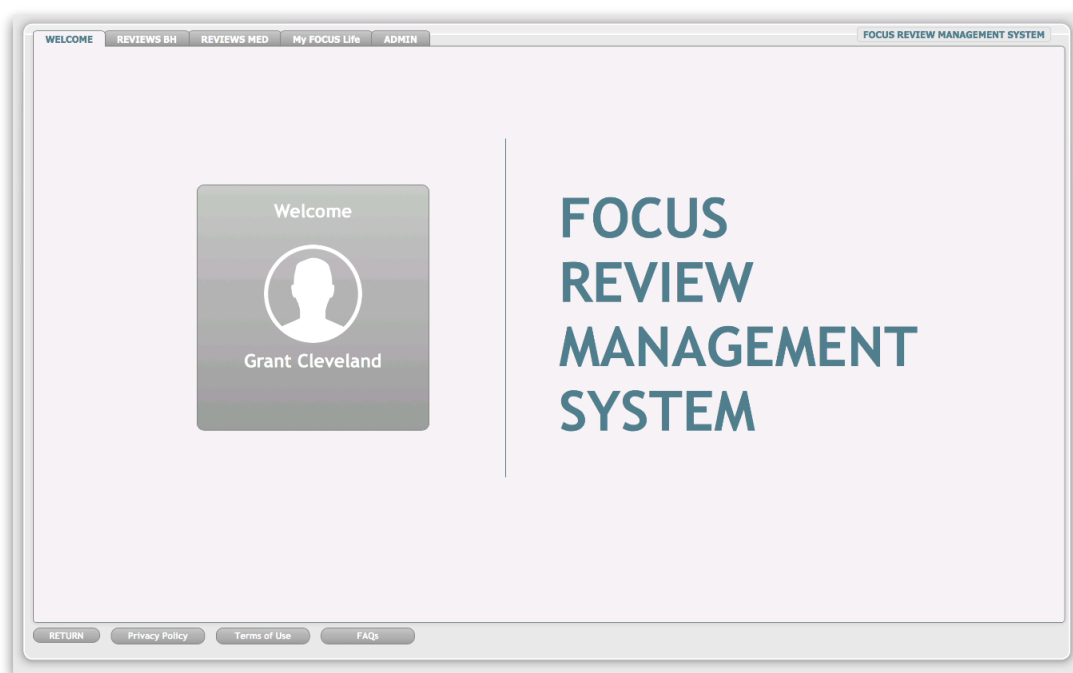 WELCOME REVIEWS BH REVIEWS MED My FOCUS Life ADMIN FOCUS REVIEW MANAGEMENT SYSTEM
Welcome
Grant Cleveland
FOCUS
REVIEW
MANAGEMENT
SYSTEM
RETURN Privacy Policy Terms of Use FAQs